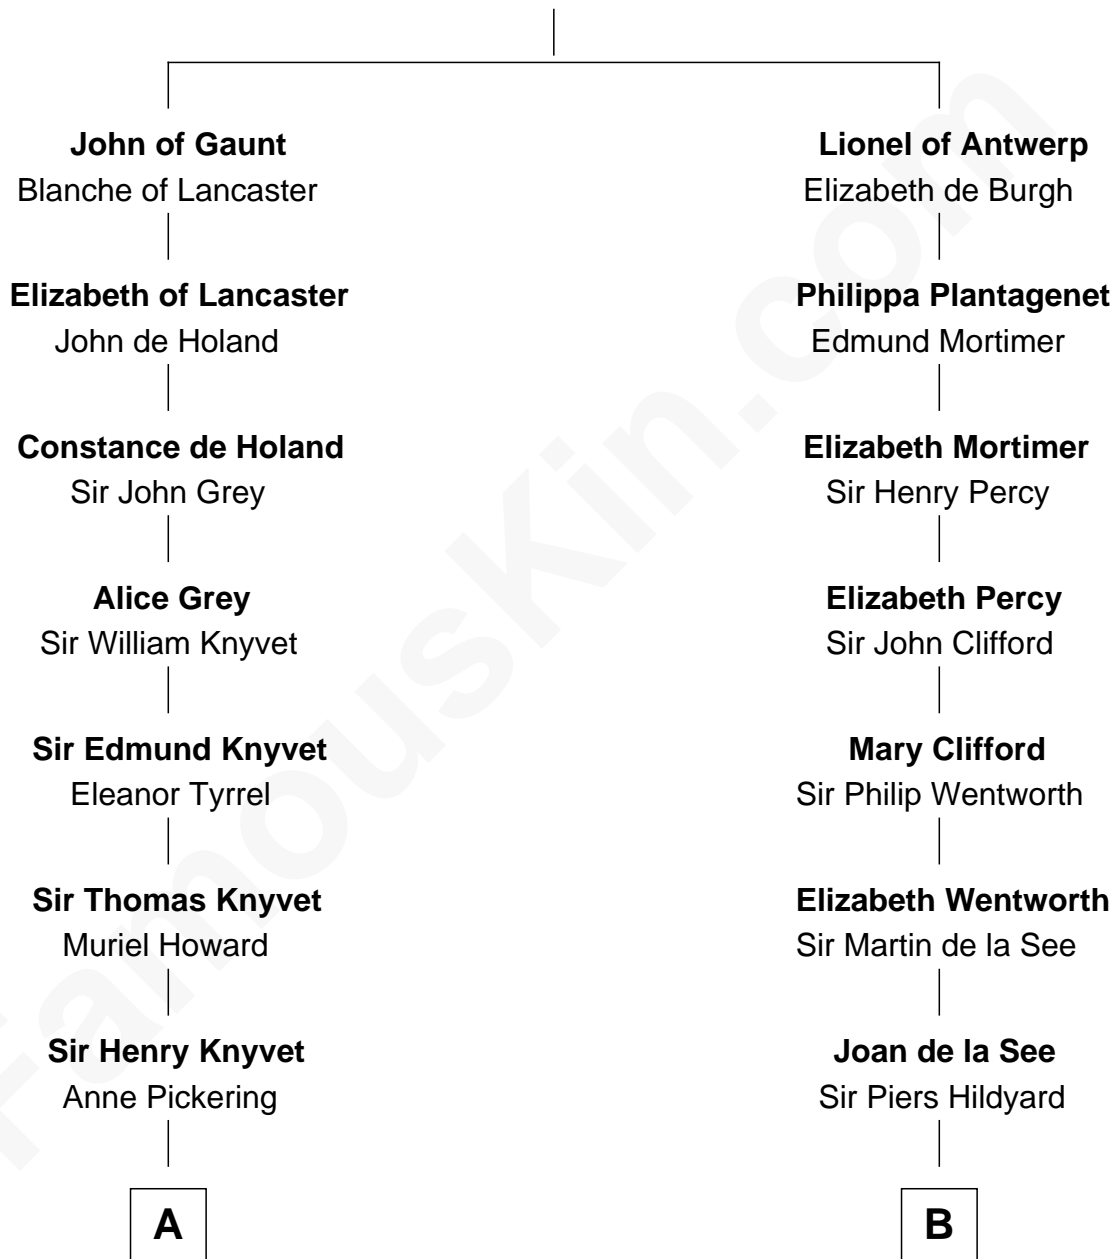 John of Gaunt
Blanche of Lancaster
Elizabeth of Lancaster
John de Holand
Constance de Holand
Sir John Grey
Alice Grey
Sir William Knyvet
Sir Edmund Knyvet
Eleanor Tyrrel
Sir Thomas Knyvet
Muriel Howard
Sir Henry Knyvet
Anne Pickering
A
Lionel of Antwerp
Elizabeth de Burgh
Philippa Plantagenet
Edmund Mortimer
Elizabeth Mortimer
Sir Henry Percy
Elizabeth Percy
Sir John Clifford
Mary Clifford
Sir Philip Wentworth
Elizabeth Wentworth
Sir Martin de la See
Joan de la See
Sir Piers Hildyard
B
FamousKin.com